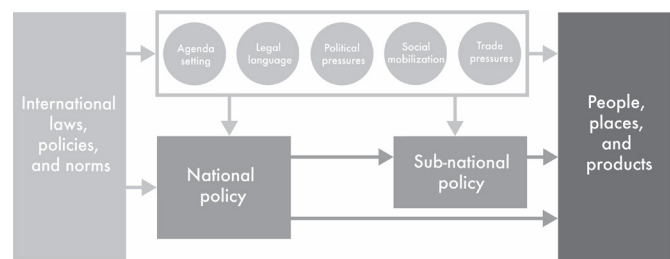 International
laws,
policies,
and norms
Agenda
setting
Legal
language
Political
pressures
Social
mobilization
Trade
pressures
National
policy
Sub-national
policy
People,
places,
and
products